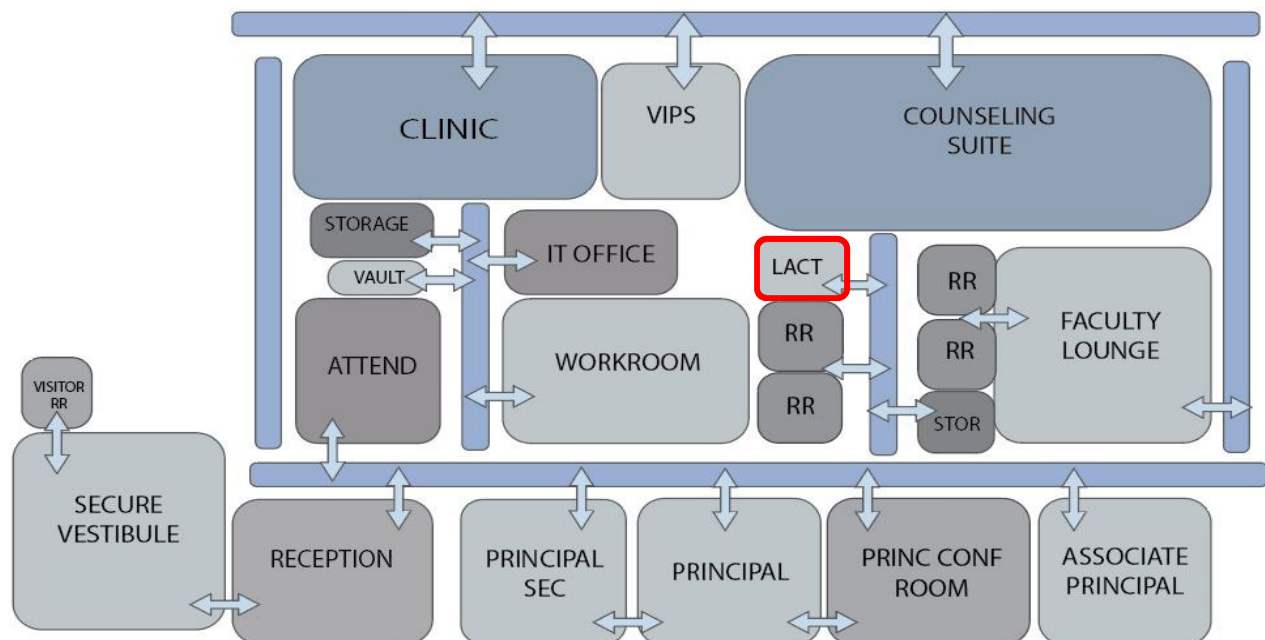 CLINIC
VIPS
COUNSELING
SUITE
STORAGE
IT OFFICE
VAULT
LACT
RR
FACULTY
LOUNGE
ATTEND
WORKROOM
RR
RR
RR
STOR
VISITOR
RR
SECURE
VESTIBULE
RECEPTION
PRINCIPAL
SEC
PRINCIPAL
PRINC CONF
ROOM
ASSOCIATE
PRINCIPAL